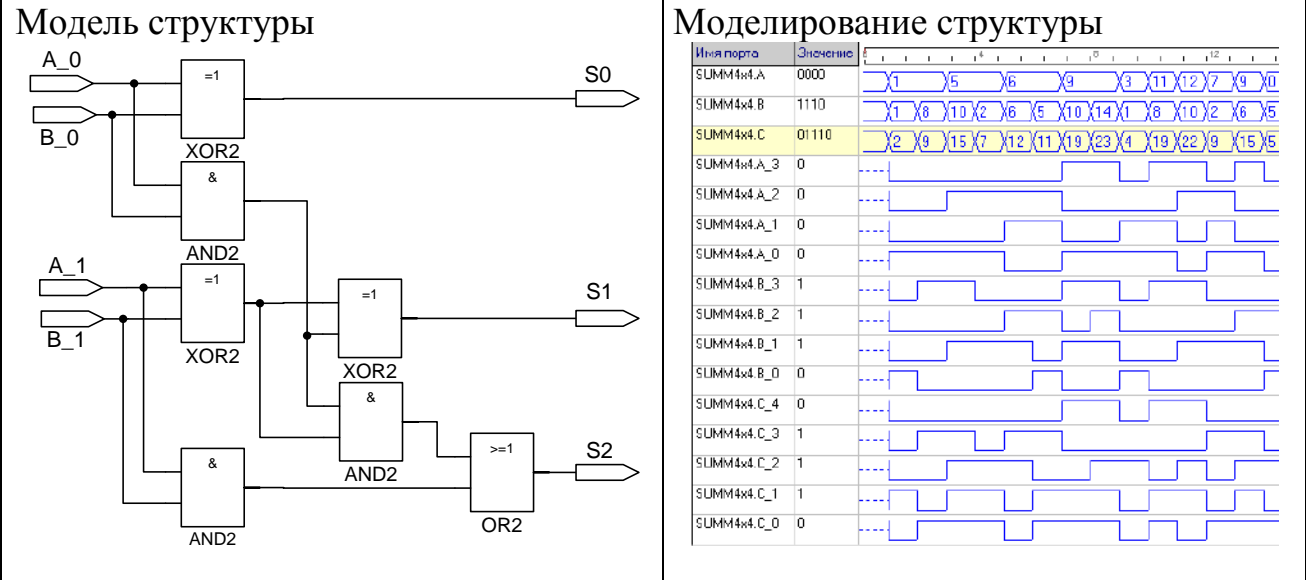 Модель структуры
A_0
=1
S0
B_0
XOR2
&
AND2
A_1
=1
=1
S1
B_1
XOR2
XOR2
&
AND2
&
>=1
S2
AND2
OR2
Моделирование структуры
Имя порта Значение 4 8 12
SUMM4x4.A 0000 1 5 6 9 3 11 12 7 9 0
SUMM4x4.B 1110 1 8 10 2 6 5 10 14 1 8 10 2 6 5
SUMM4x4.C 01110 2 9 15 7 12 11 19 23 4 19 22 9 15 5
SUMM4x4.A_3 0
SUMM4x4.A_2 0
SUMM4x4.A_1 0
SUMM4x4.A_0 0
SUMM4x4.B_3 1
SUMM4x4.B_2 1
SUMM4x4.B_1 1
SUMM4x4.B_0 0
SUMM4x4.C_4 0
SUMM4x4.C_3 1
SUMM4x4.C_2 1
SUMM4x4.C_1 1
SUMM4x4.C_0 0